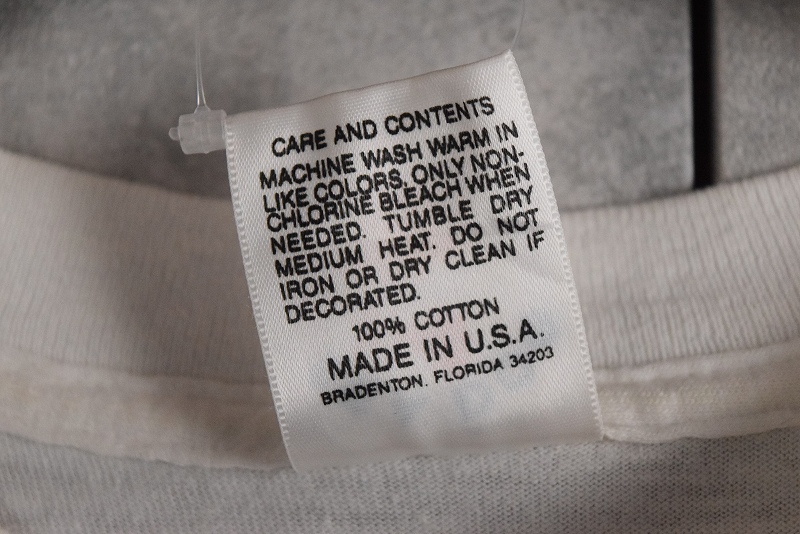 CARE AND CONTENTS
MACHINE WASH WARM IN
LIKE COLORS. ONLY NON-
CHLORINE BLEACH WHEN
NEEDED. TUMBLE DRY
MEDIUM HEAT. DO NOT
IRON OR DRY CLEAN IF
DECORATED.
100% COTTON
MADE IN U.S.A.
BRADENTON. FLORIDA 34203